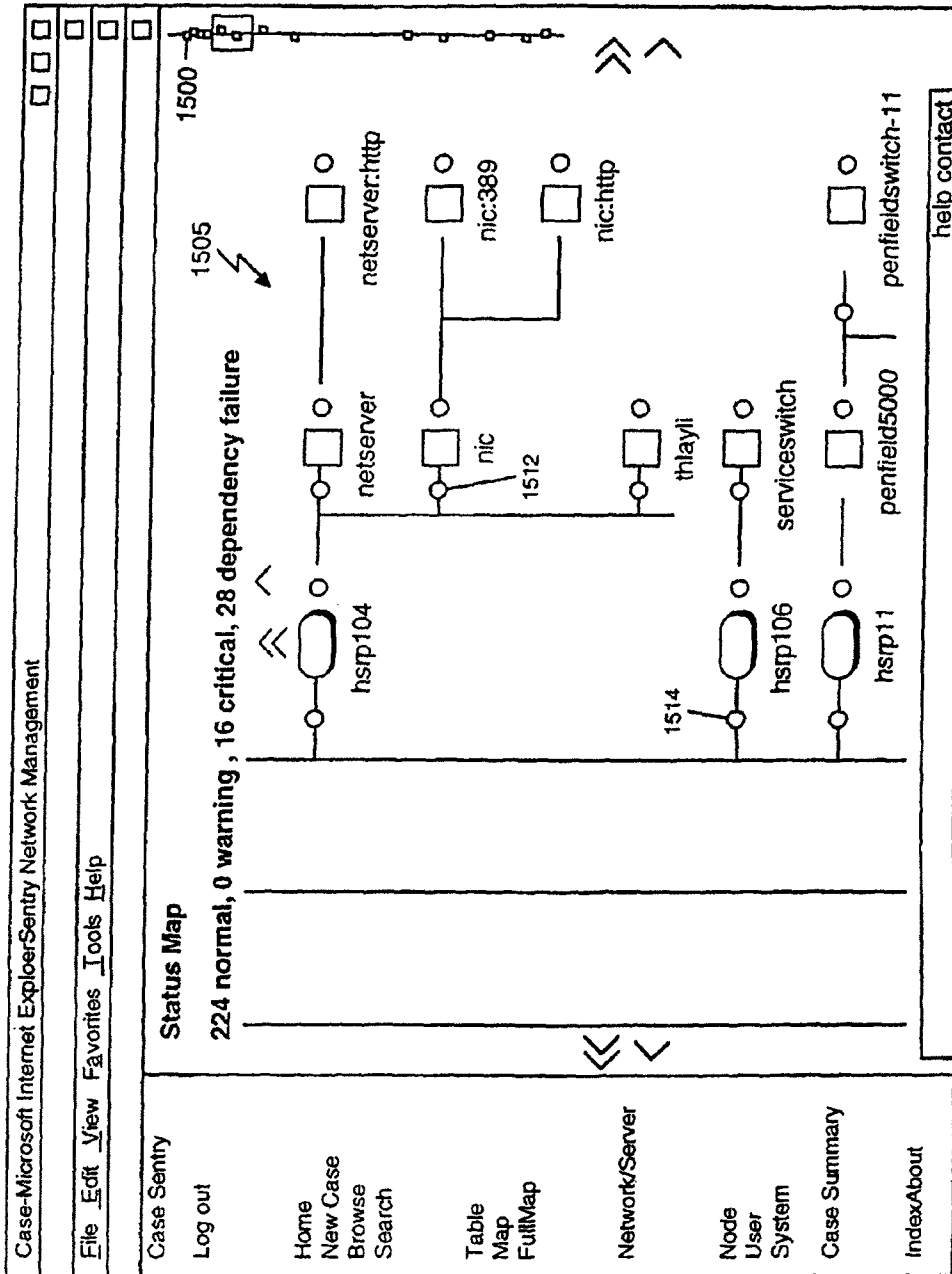 Case-Microsoft Internet ExploerSentry Network Management
File Edit View Favorites Tools Help
Case Sentry
Log out
Home
New Case
Browse
Search
Table
Map
FullMap
Network/Server
Node
User
System
Case Summary
IndexAbout
Status Map
224 normal, 0 warning , 16 critical, 28 dependency failure
1500
1505
hsrp104
netserver
netserver:http
nic
nic:389
1512
nic:http
thlayli
1514
hsrp106
serviceswitch
hsrp11
penfield5000
penfieldswitch-11
help contact